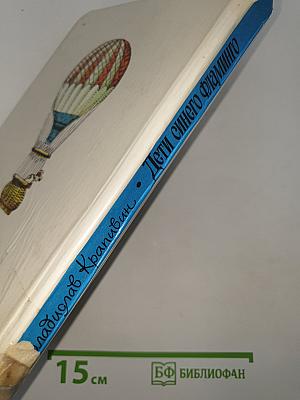 Владислав Крапивин • Дети синего фламинго
15 см
БФ БИБЛИОФАН